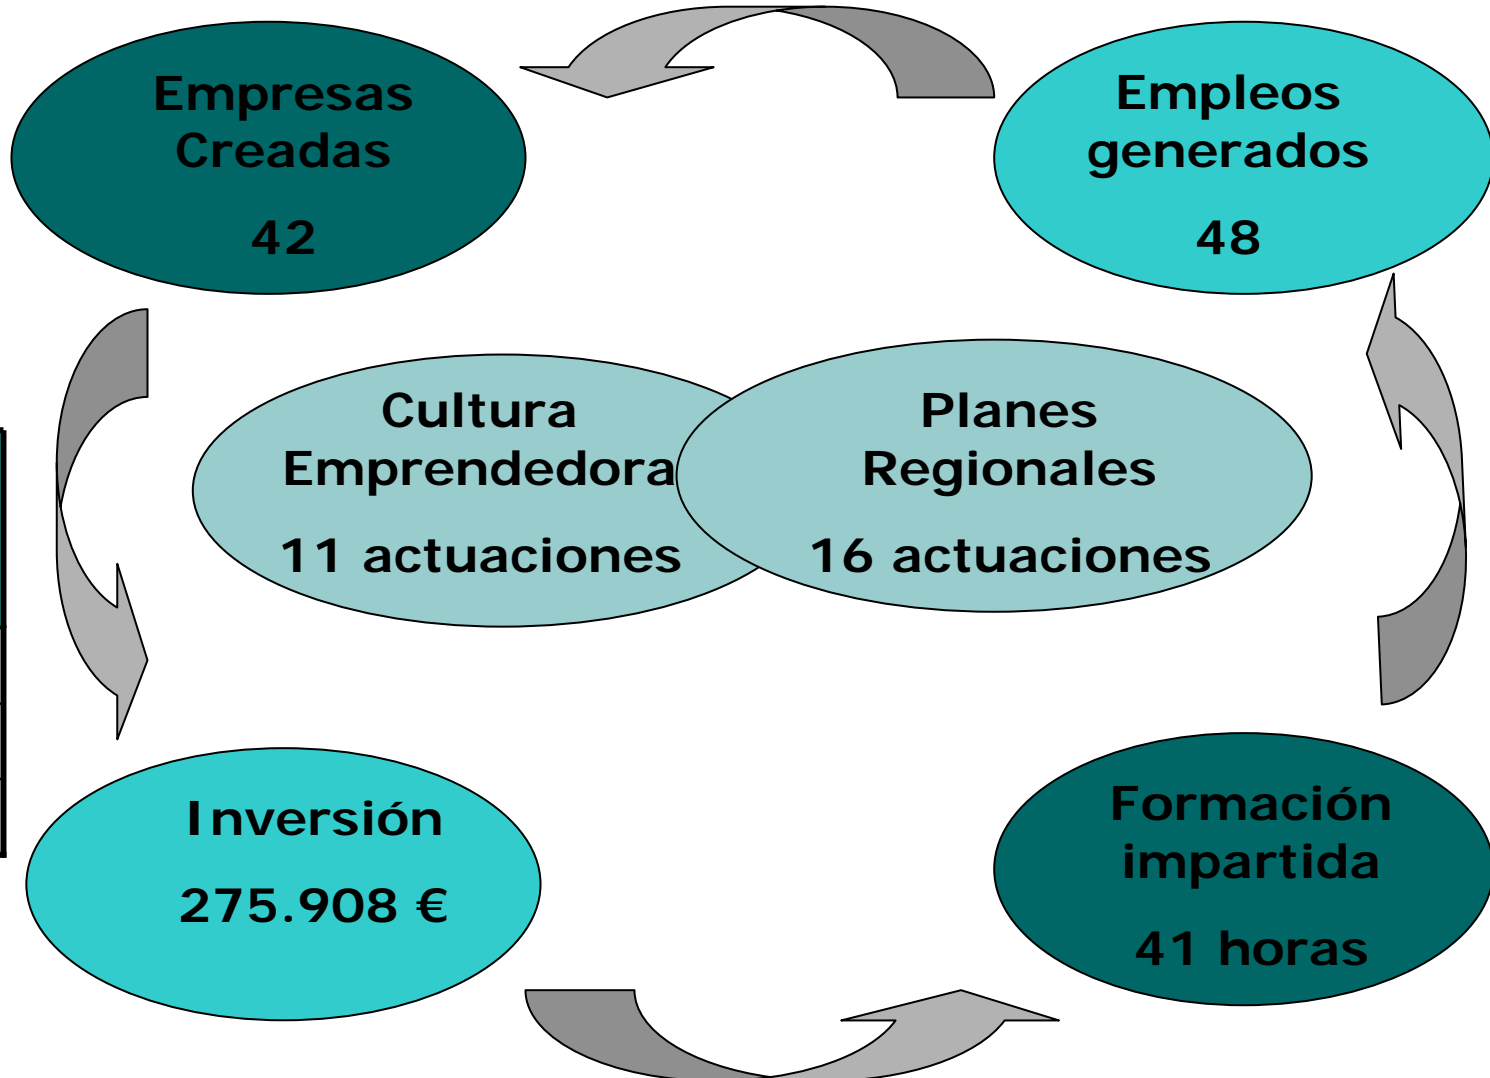 Empresas
Creadas
42
Empleos
generados
48
Cultura
Emprendedora
11 actuaciones
Planes
Regionales
16 actuaciones
Inversión
275.908 €
Formación
impartida
41 horas